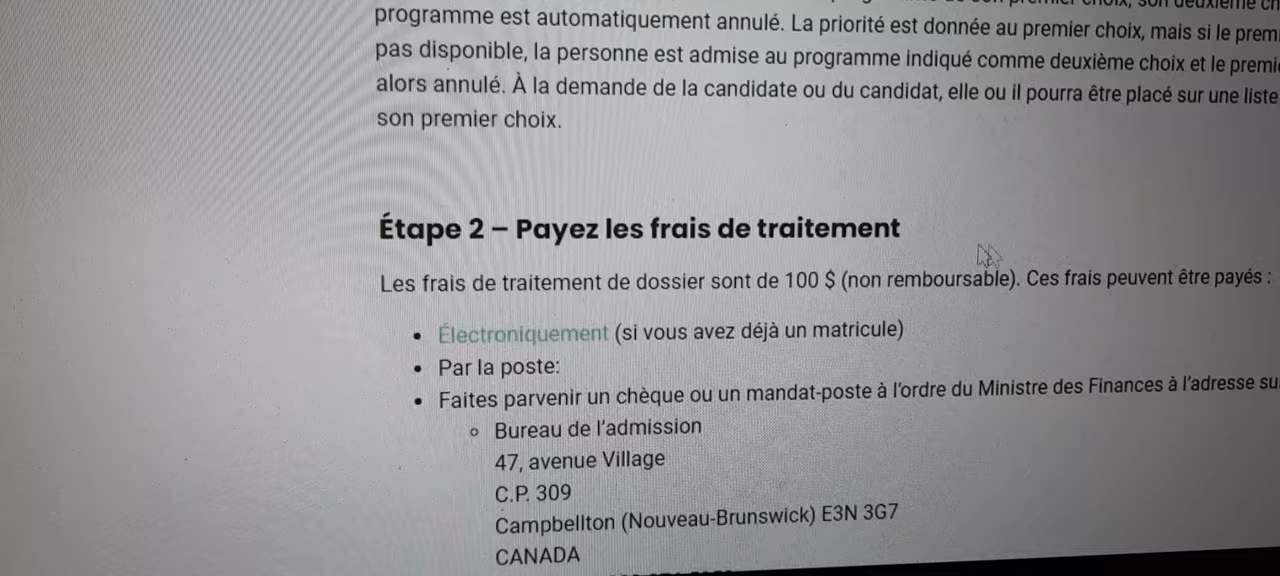 son deuxième
programme est automatiquement annulé. La priorité est donnée au premier choix, mais si le
pas disponible, la personne est admise au programme indiqué comme deuxième choix et le
alors annulé. À la demande de la candidate ou du candidat, elle ou il pourra être placé sur une liste
son premier choix.
Étape 2 – Payez les frais de traitement
Les frais de traitement de dossier sont de 100 $ (non remboursable). Ces frais peuvent être payés :
• Électroniquement (si vous avez déjà un matricule)
• Par la poste:
• Faites parvenir un chèque ou un mandat-poste à l'ordre du Ministre des Finances à l'adresse
○ Bureau de l'admission
47, avenue Village
C.P. 309
Campbellton (Nouveau-Brunswick) E3N 3G7
CANADA